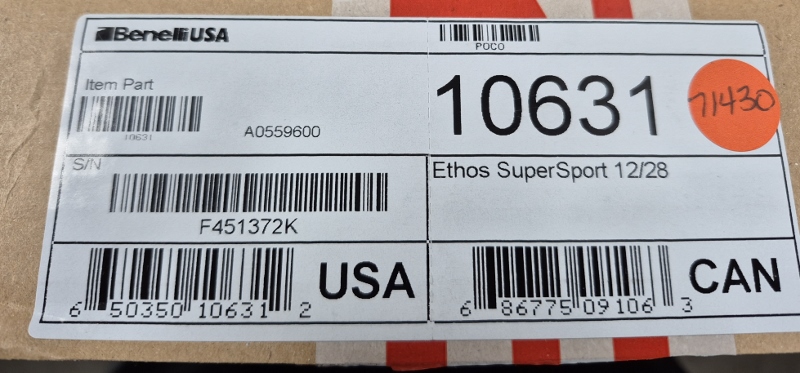 Benelli USA
POCO
Item Part
10631
A0559600
10631
71430
S/N
F451372K
Ethos SuperSport 12/28
6 50350 10631 2
USA
6 86775 09106 3
CAN